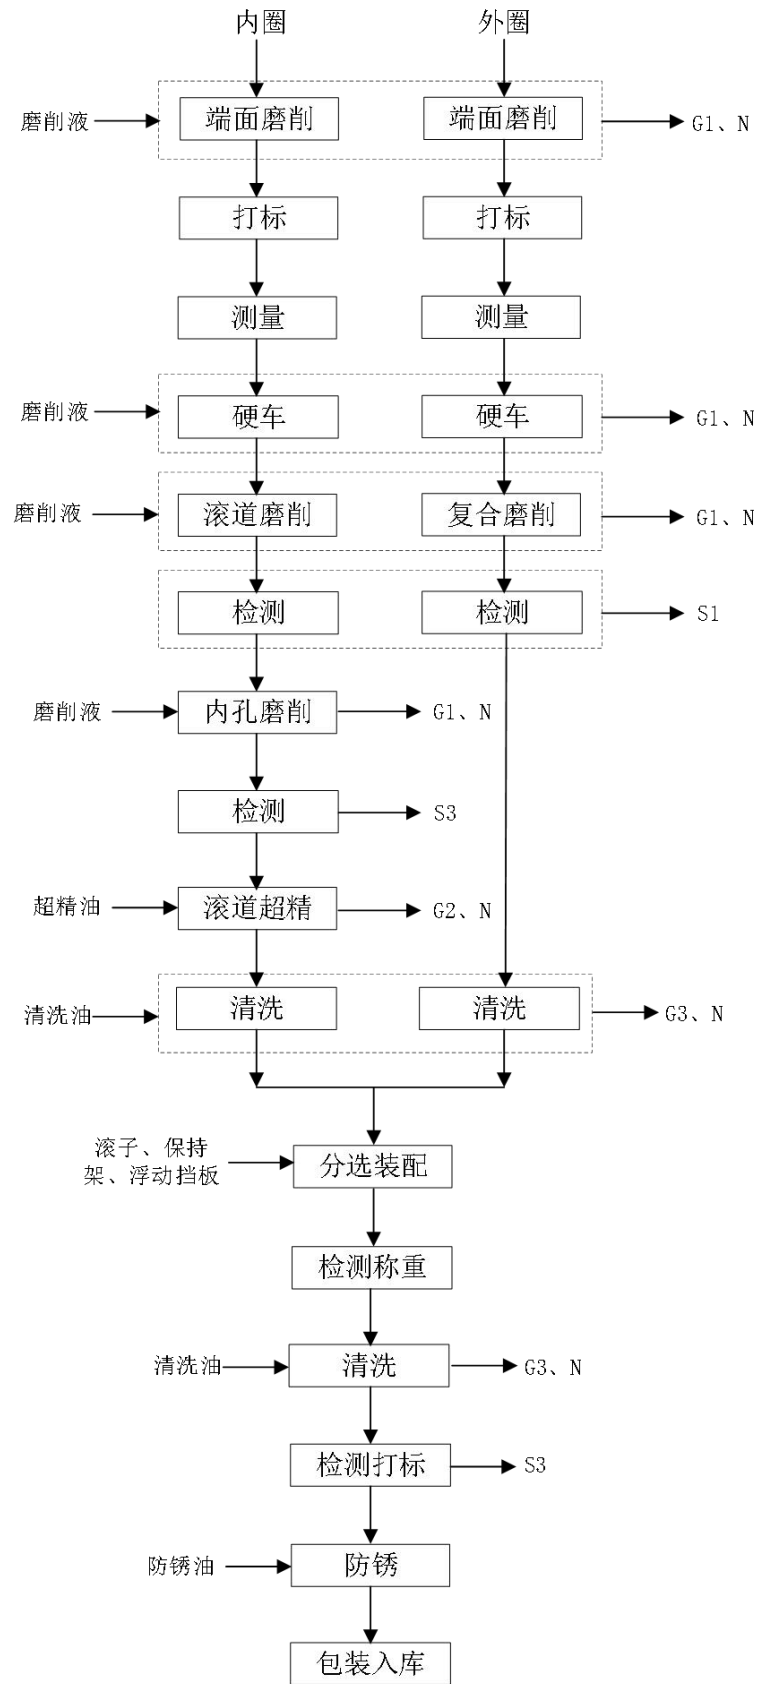 内圈
外圈
磨削液
端面磨削
端面磨削
G1、N
打标
打标
测量
测量
磨削液
硬车
硬车
G1、N
磨削液
滚道磨削
复合磨削
G1、N
检测
检测
S1
磨削液
内孔磨削
G1、N
检测
S3
超精油
滚道超精
G2、N
清洗油
清洗
清洗
G3、N
滚子、保持
架、浮动挡板
分选装配
检测称重
清洗油
清洗
G3、N
检测打标
S3
防锈油
防锈
包装入库